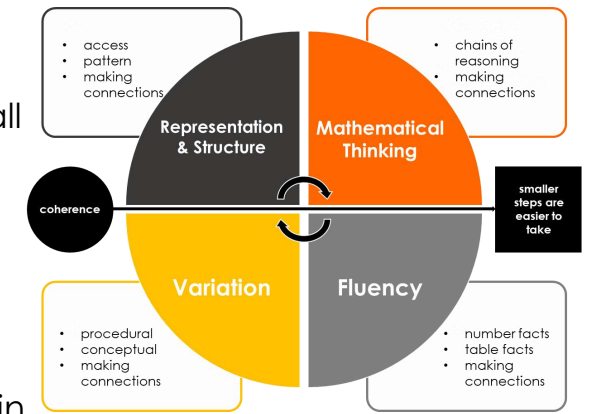 access
pattern
making
connections
chains of
reasoning
making
connections
all
Representation
& Structure
Mathematical
Thinking
coherence
smaller
steps are
easier to
take
Variation
Fluency
procedural
conceptual
making
connections
number facts
table facts
making
connections
in